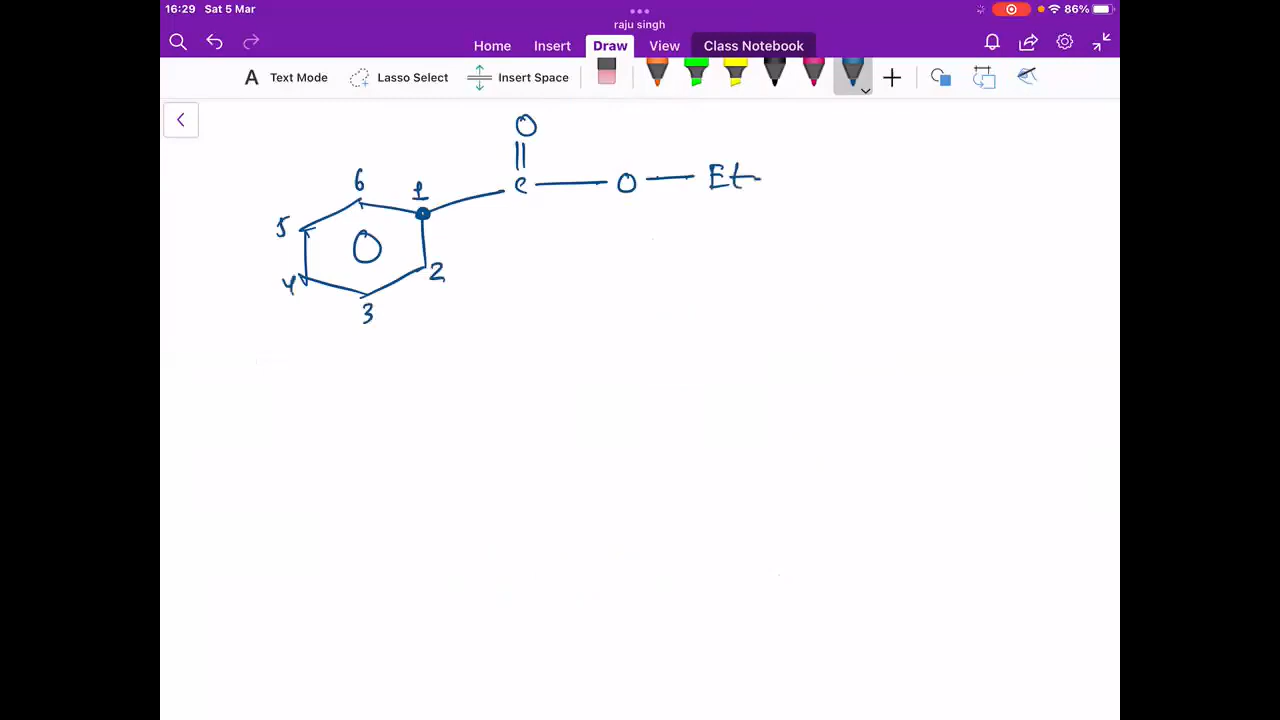 16:29 Sat 5 Mar
86%
raju singh
Home Insert Draw View Class Notebook
A Text Mode Lasso Select Insert Space
O
6 1 C O Et
5
4 2
3